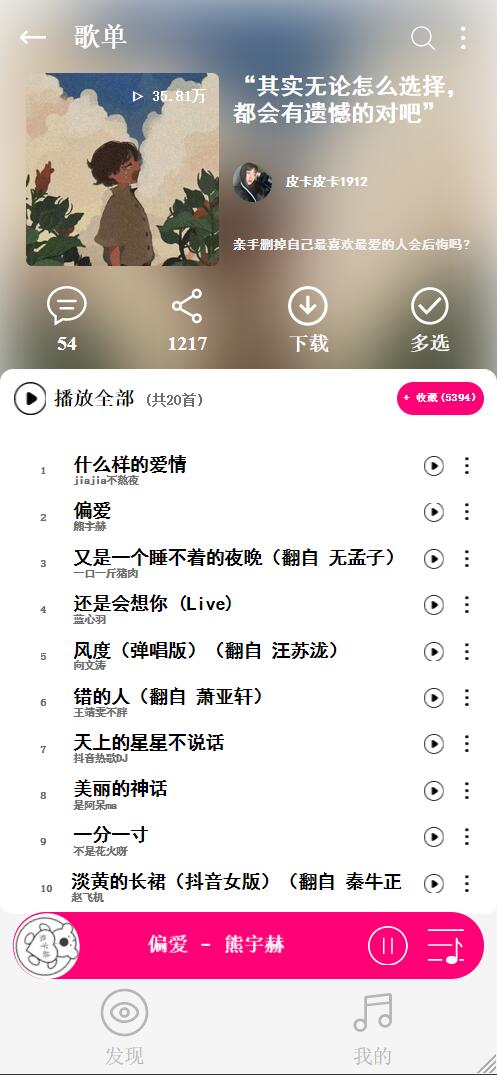 歌单
35.81万
“其实无论怎么选择，
都会有遗憾的对吧”
皮卡皮卡1912
亲手删掉自己最喜欢最爱的人会后悔吗？
54
1217
下载
多选
播放全部 (共20首)
+ 收藏(5394)
1 什么样的爱情
jiajia不熬夜
2 偏爱
熊宇赫
3 又是一个睡不着的夜晚（翻自 无孟子）
一口一斤猪肉
4 还是会想你 (Live)
蓝心羽
5 风度（弹唱版）（翻自 汪苏泷）
向文涛
6 错的人（翻自 萧亚轩）
王靖雯不胖
7 天上的星星不说话
抖音热歌DJ
8 美丽的神话
是阿呆ma
9 一分一寸
不是花火呀
10 淡黄的长裙（抖音女版）（翻自 秦牛正
赵飞机
偏爱 - 熊宇赫
发现
我的